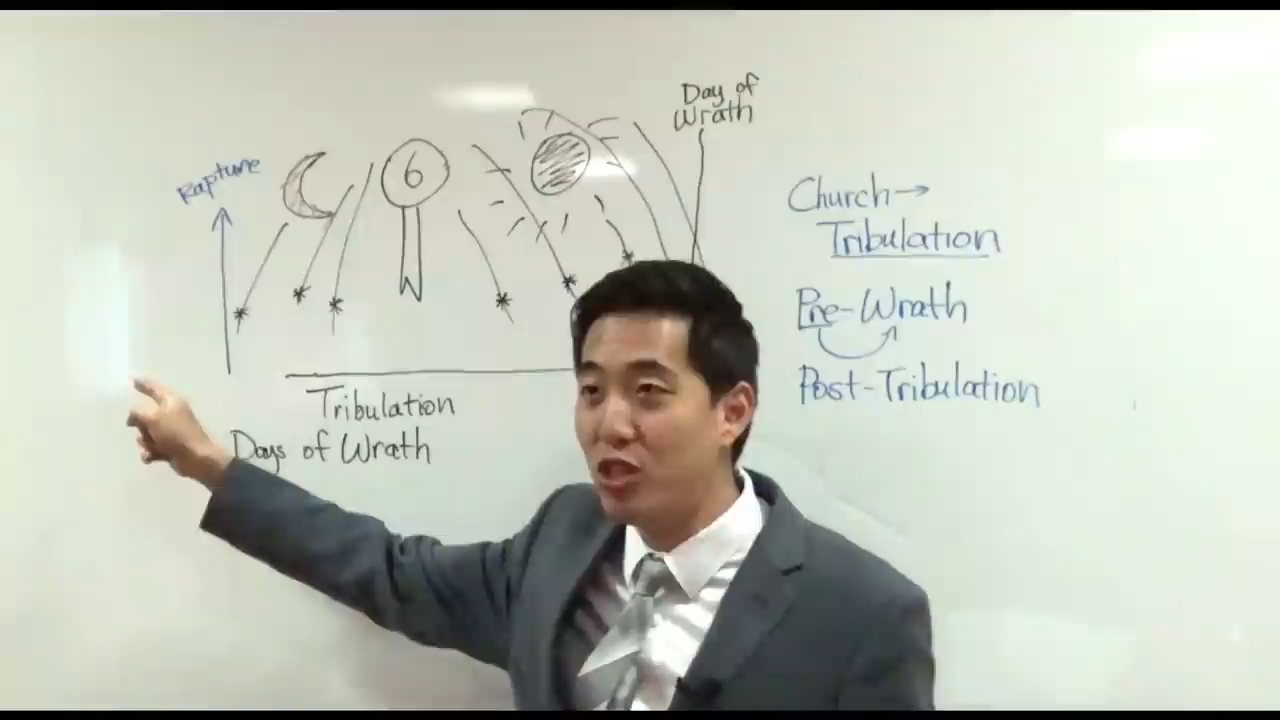 Rapture
6
Day of
Wrath
Tribulation
Days of Wrath
Church→
Tribulation
Pre-Wrath
Post-Tribulation